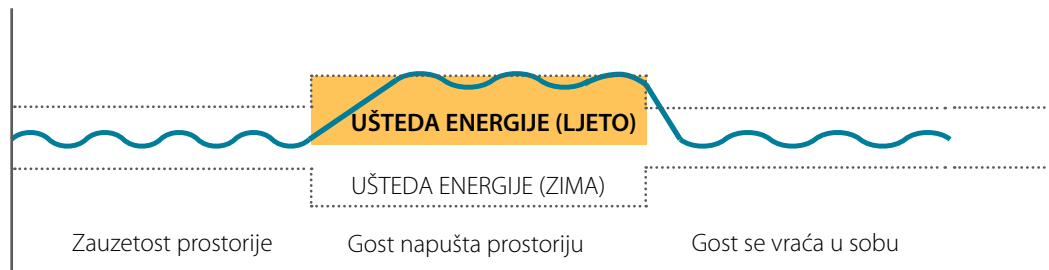 UŠTEDA ENERGIJE (LJETO)
UŠTEDA ENERGIJE (ZIMA)
Zauzetost prostorije
Gost napušta prostoriju
Gost se vraća u sobu